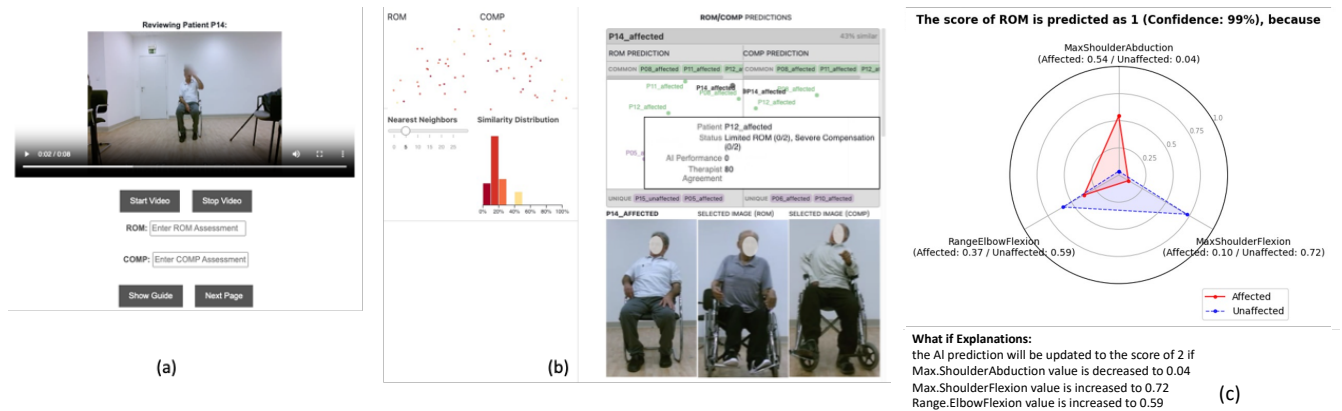 Reviewing Patient P14:
0:02 / 0:08
Start Video Stop Video
ROM: Enter ROM Assessment
COMP: Enter COMP Assessment
Show Guide Next Page
(a)
ROM COMP
Nearest Neighbors
0 5 10 15 20 25
Similarity Distribution
0% 20% 40% 60% 80% 100%
(b)
ROM/COMP PREDICTIONS
P14_affected 43% similar
ROM PREDICTION COMP PREDICTION
COMMON P08_affected P11_affected P12_a COMMON P08_affected P11_affected P12_a
P11_affected P14_affected P14_affected
P12_affected P12_affected
Patient P12_affected
Status Limited ROM (0/2), Severe Compensation
(0/2)
AI Performance 0
Therapist 80
Agreement
UNIQUE P15_unaffected P05_affected UNIQUE P06_affected P10_affected
P14_AFFECTED SELECTED IMAGE (ROM) SELECTED IMAGE (COMP)
The score of ROM is predicted as 1 (Confidence: 99%), because
MaxShoulderAbduction
(Affected: 0.54 / Unaffected: 0.04)
1.0
0.75
0.5
0.25
RangeElbowFlexion
(Affected: 0.37 / Unaffected: 0.59)
MaxShoulderFlexion
(Affected: 0.10 / Unaffected: 0.72)
Affected
Unaffected
What if Explanations:
the AI prediction will be updated to the score of 2 if
Max.ShoulderAbduction value is decreased to 0.04
Max.ShoulderFlexion value is increased to 0.72
Range.ElbowFlexion value is increased to 0.59
(c)